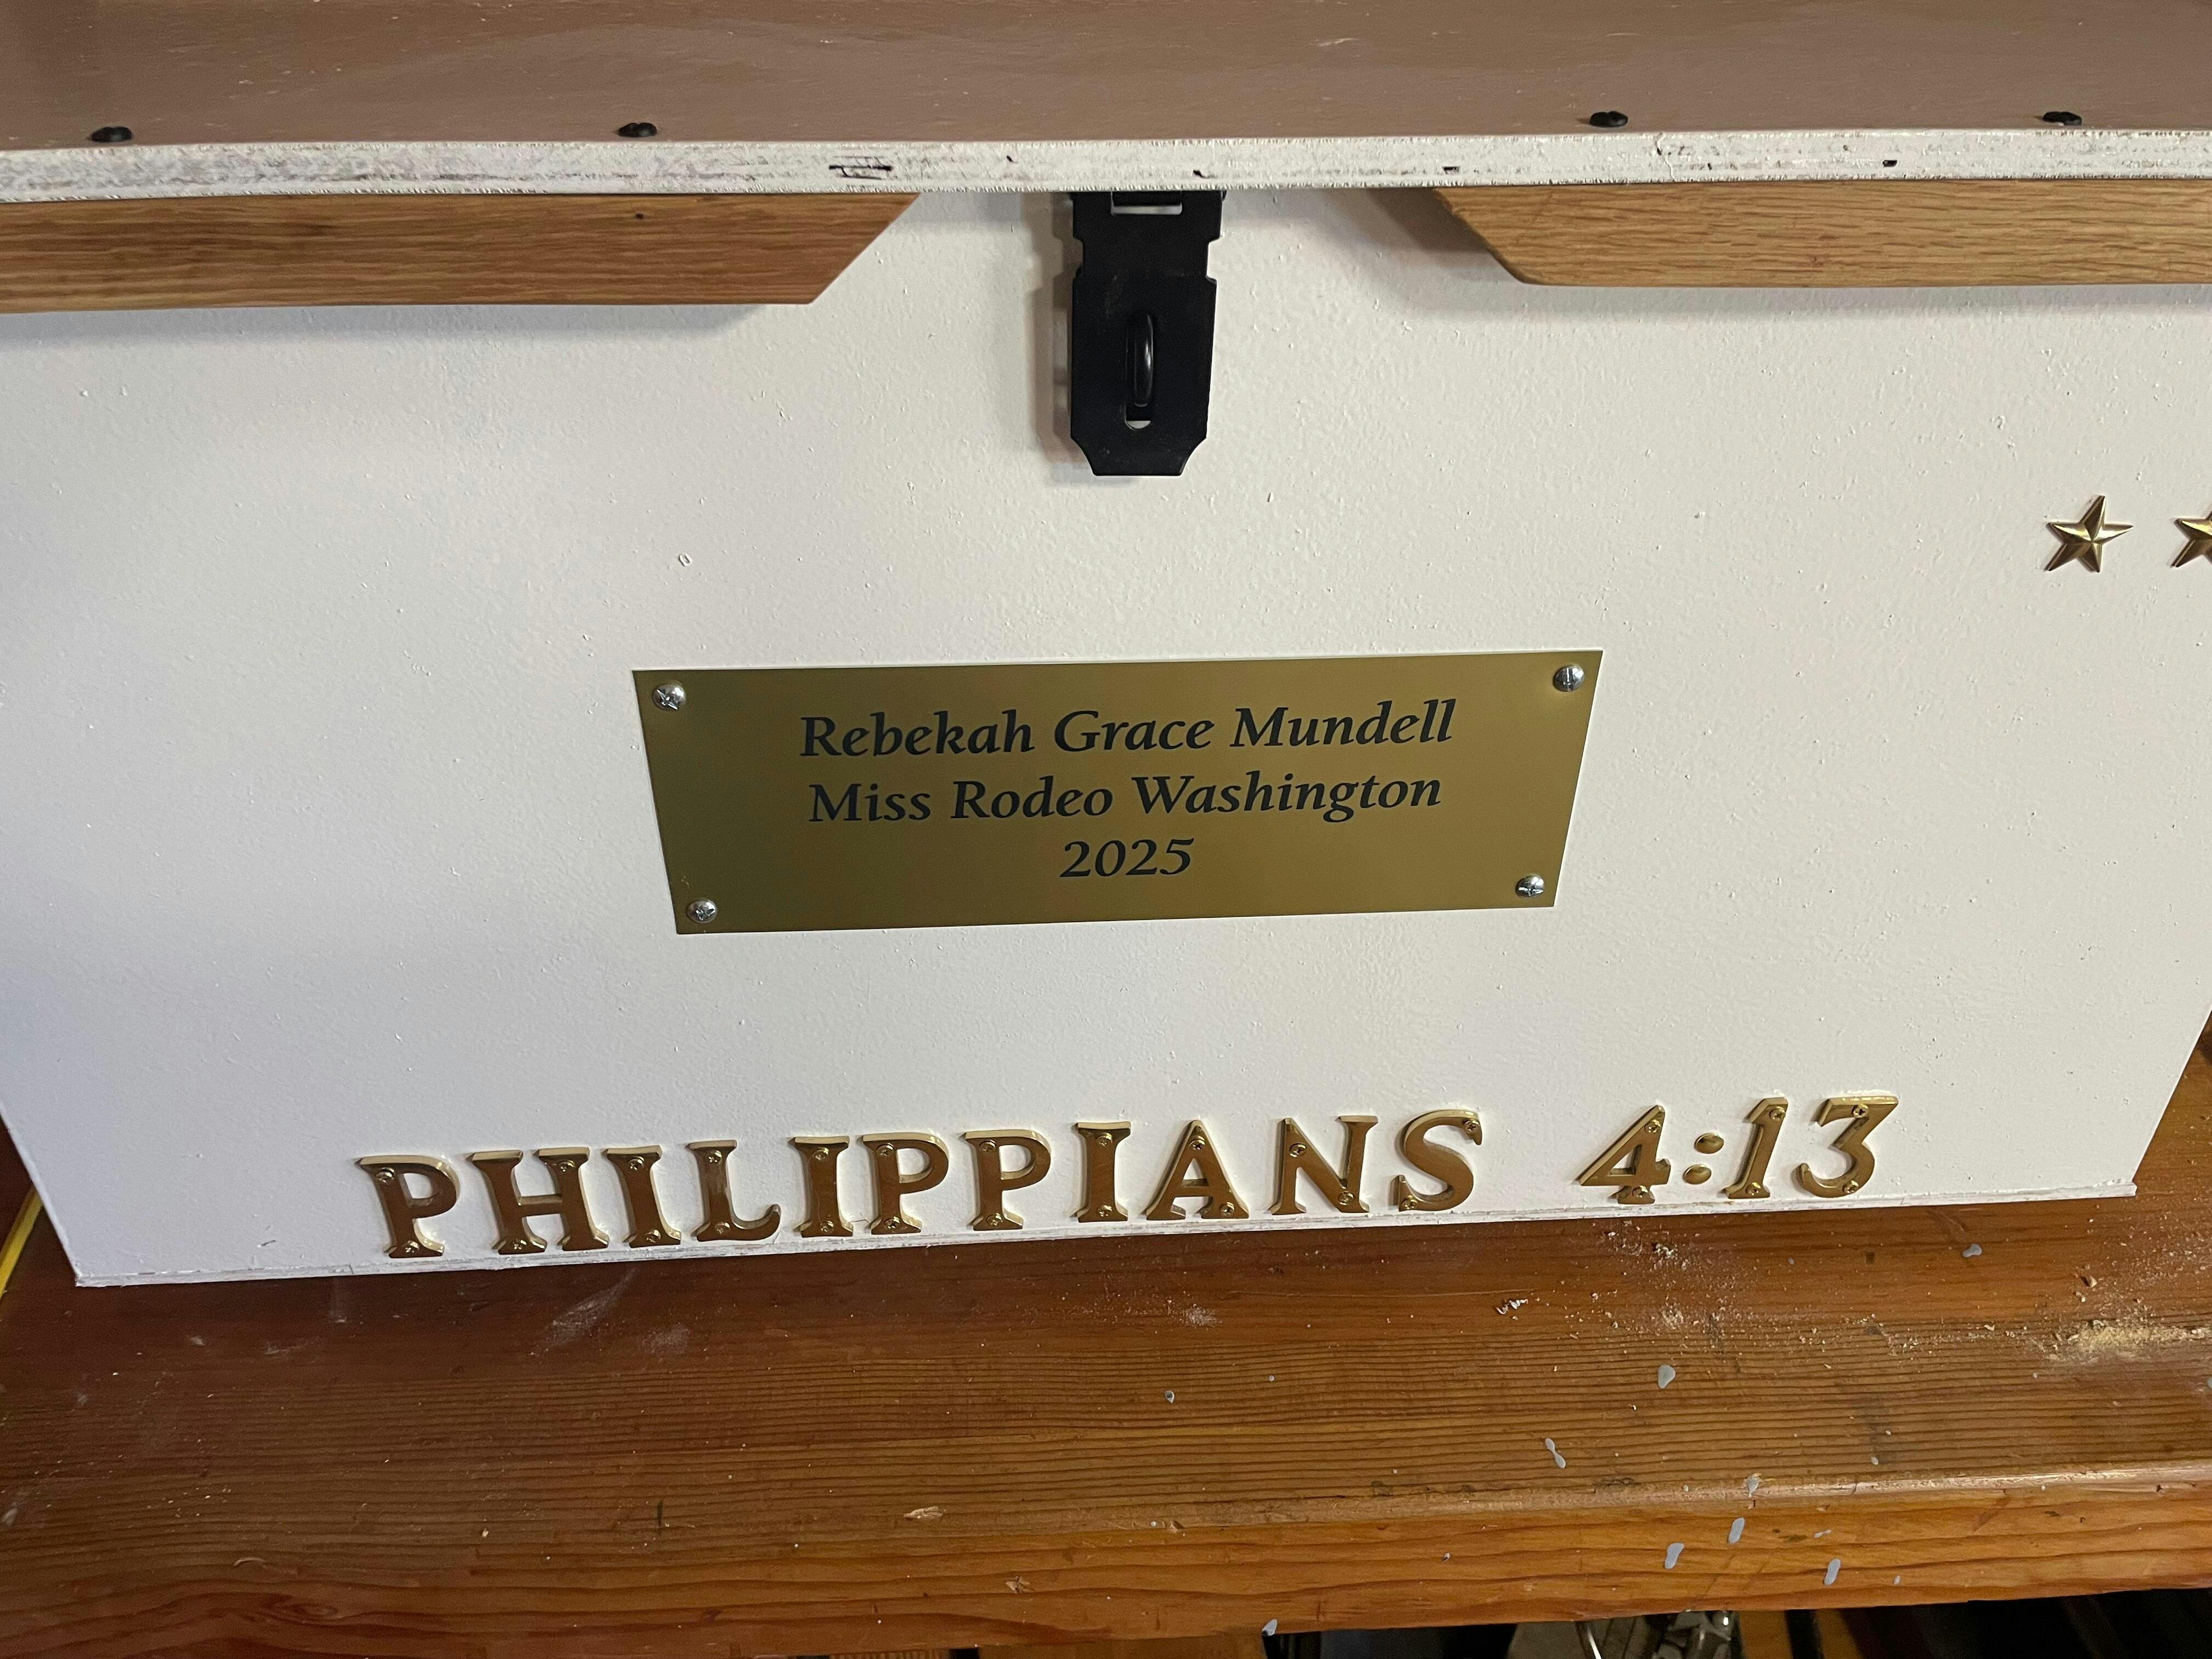 Rebekah Grace Mundell
Miss Rodeo Washington
2025
PHILIPPIANS 4:13